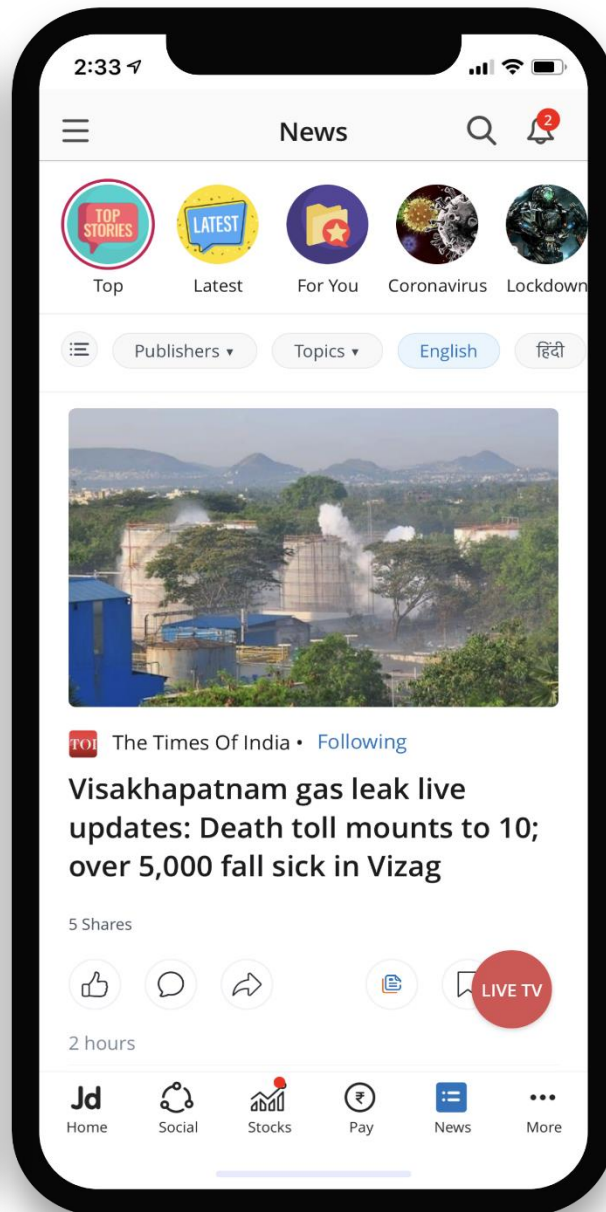 2:33
News
2
TOP
STORIES
LATEST
Top
Latest
For You
Coronavirus
Lockdown
Publishers ▾
Topics ▾
English
हिंदी
TOI
The Times Of India • Following
Visakhapatnam gas leak live
updates: Death toll mounts to 10;
over 5,000 fall sick in Vizag
5 Shares
LIVE TV
2 hours
Jd
₹
Home
Social
Stocks
Pay
News
More